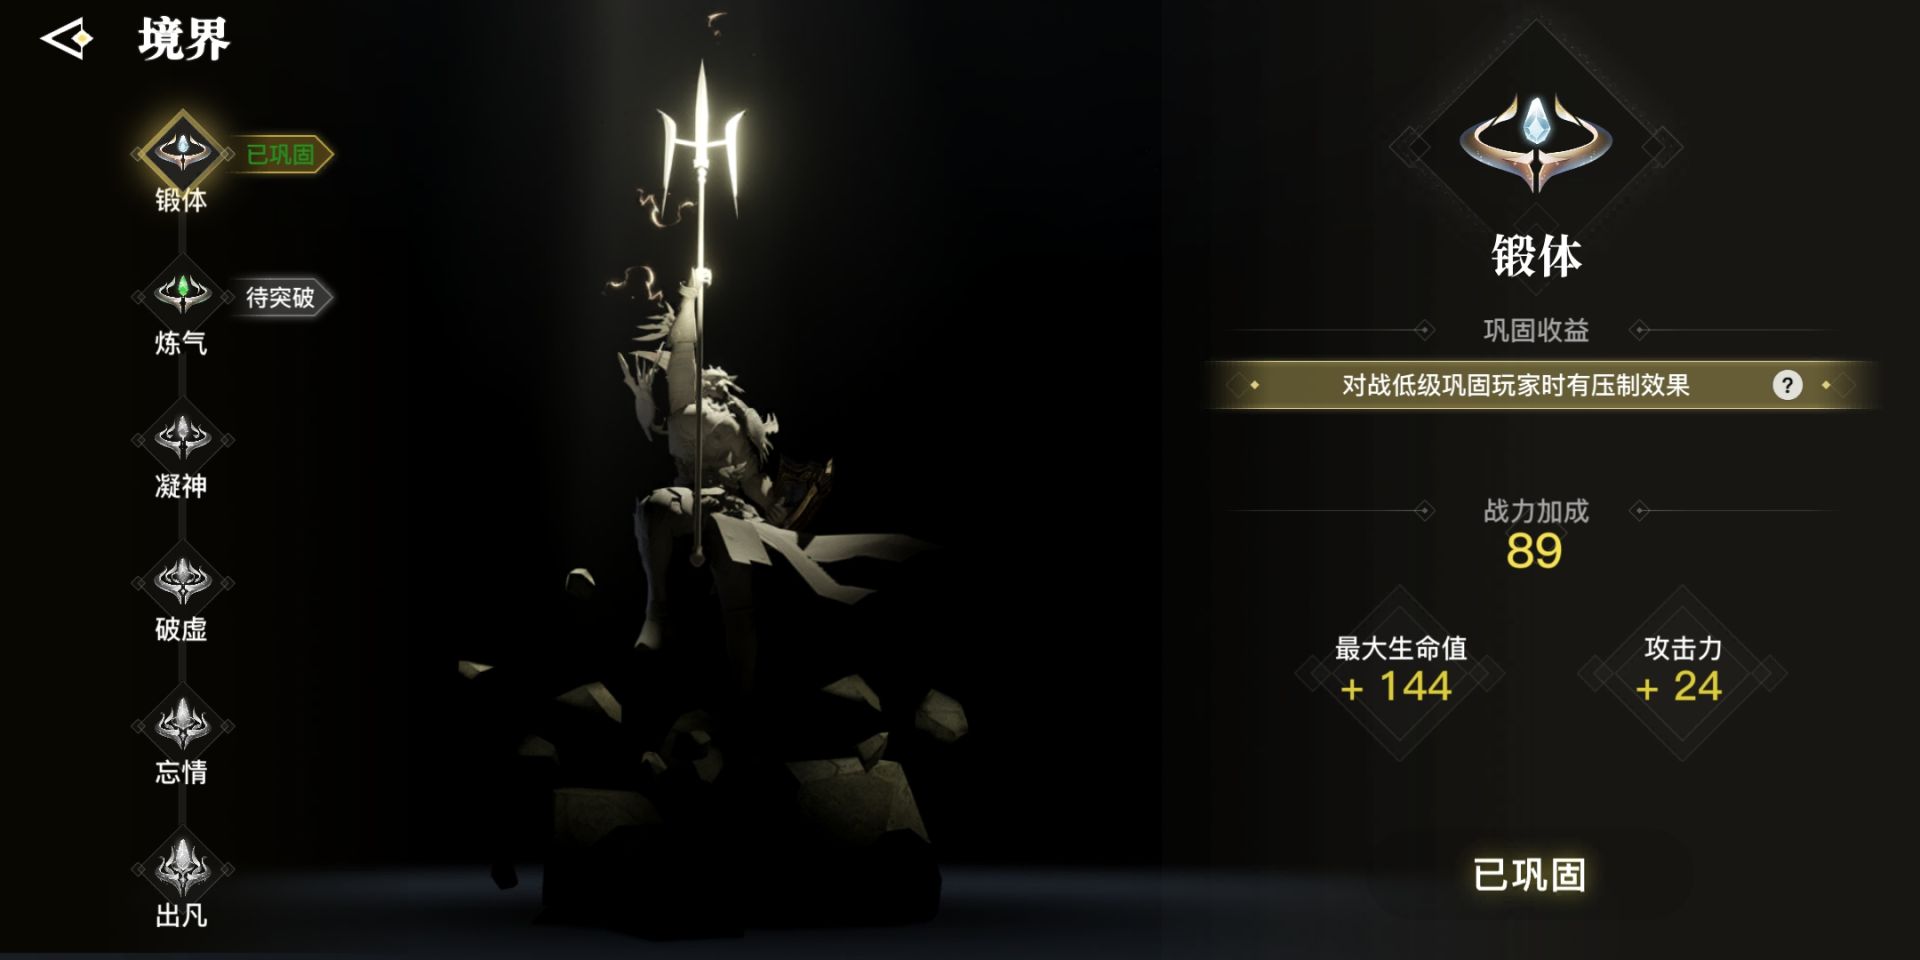 境界
已巩固
锻体
待突破
炼气
凝神
破虚
忘情
出凡
锻体
巩固收益
对战低级巩固玩家时有压制效果
?
战力加成
89
最大生命值
+ 144
攻击力
+ 24
已巩固